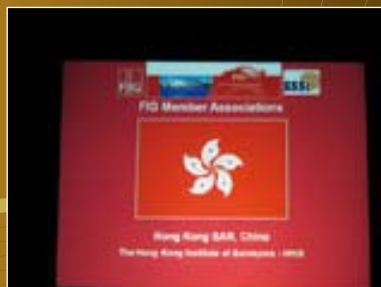 FIG
FIG Member Associations
Hong Kong SAR, China
The Hong Kong Institute of Surveyors - HKIS